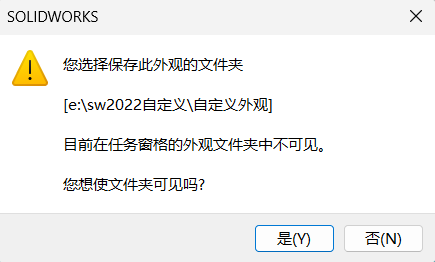 SOLIDWORKS
您选择保存此外观的文件夹
[e:\sw2022自定义\自定义外观]
目前在任务窗格的外观文件夹中不可见。
您想使文件夹可见吗?
是(Y)
否(N)